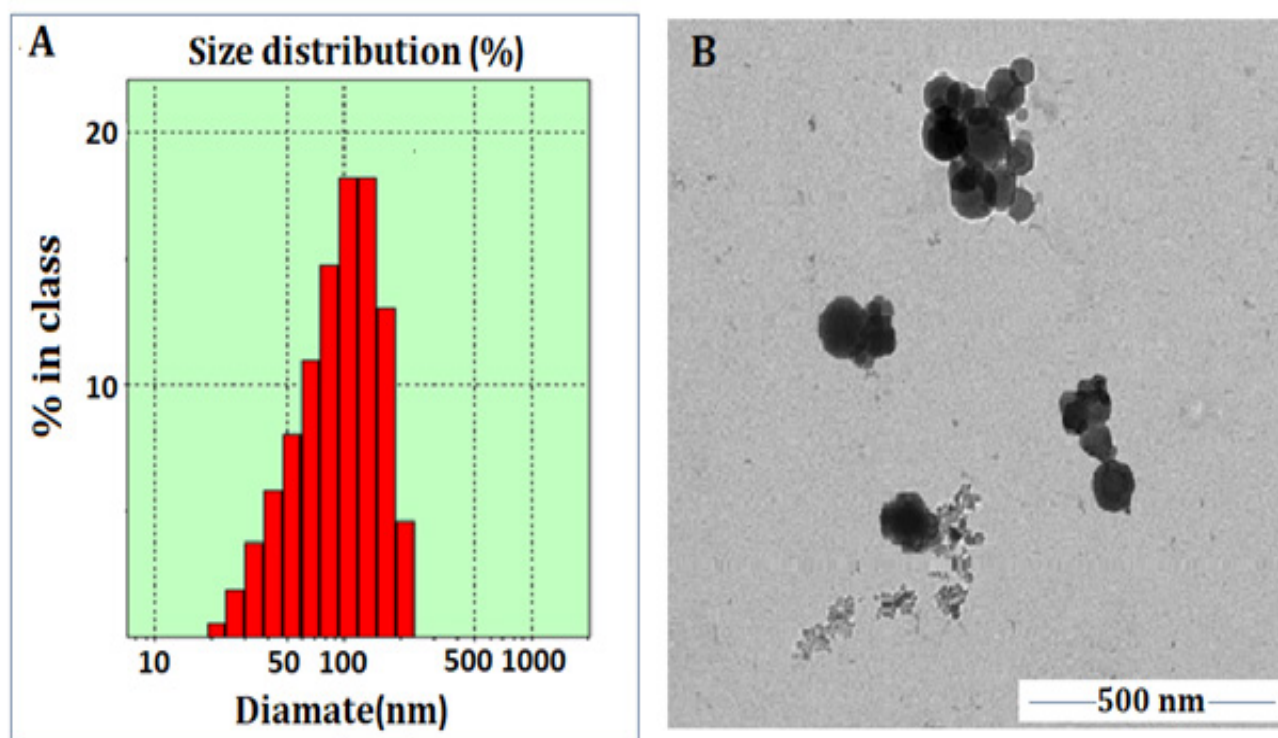 A
Size distribution (%)
20
10
% in class
10 50 100 500 1000
Diamate(nm)
B
500 nm